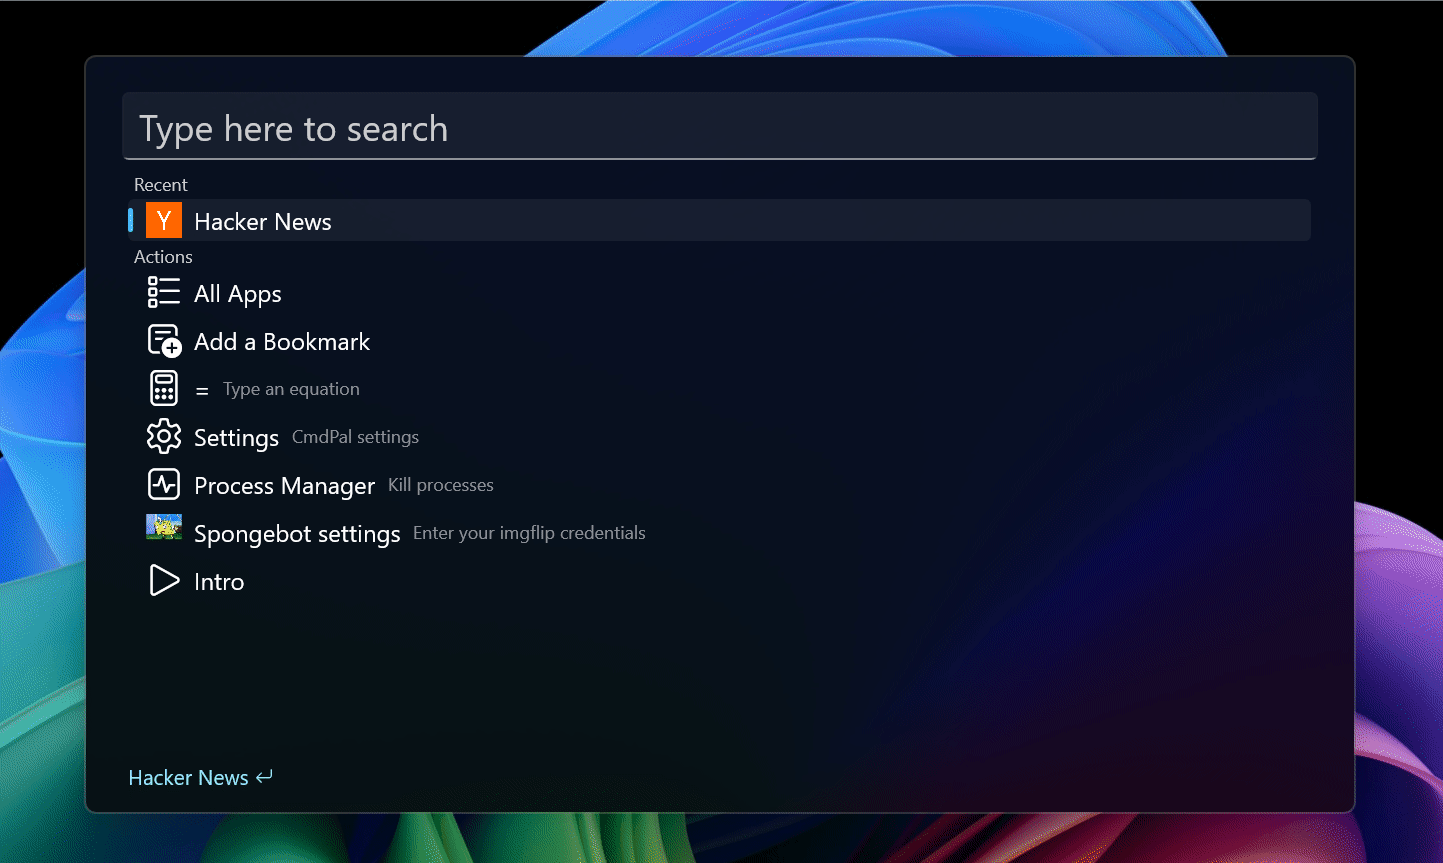 Type here to search
Recent
Y Hacker News
Actions
All Apps
Add a Bookmark
= Type an equation
Settings CmdPal settings
Process Manager Kill processes
Spongebot settings Enter your imgflip credentials
Intro
Hacker News